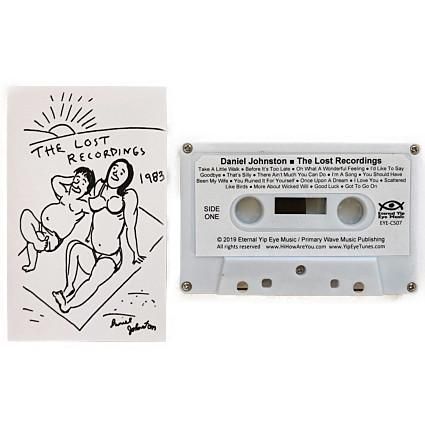 THE LOST
RECORDINGS
1983
Daniel
Johnston
Daniel Johnston ■ The Lost Recordings
Take A Little Walk ● Before It's Too Late ● Oh What A Wonderful Feeling ● I'd Like To Say
Goodbye ● That's Silly ● There Ain't Much You Can Do ● I'm A Song ● You Should Have
Been My Wife ● You Ruined It For Yourself ● Once Upon A Dream ● I Love You ● Scattered
Like Birds ● More About Wicked Will ● Good Luck ● Got To Go On
SIDE
ONE
Eternal Yip
Eye Music
EYE-CS07
© 2019 Eternal Yip Eye Music / Primary Wave Music Publishing
All rights reserved www.HiHowAreYou.com www.YipEyeTunes.com